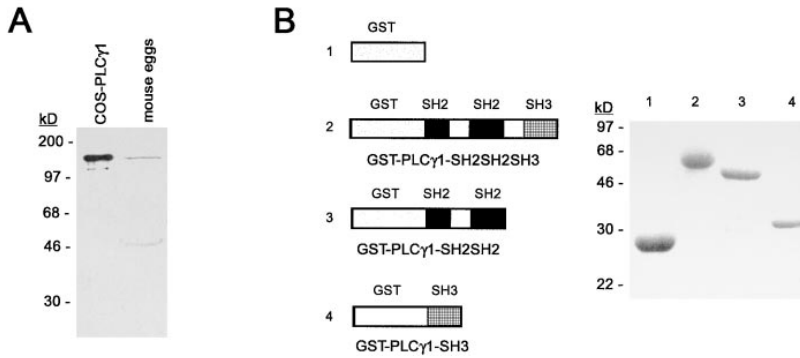 A
COS-PLCγ1
mouse eggs
kD
200 -
97 -
68 -
46 -
30 -
B
GST
1
GST SH2 SH2 SH3
2
GST-PLCγ1-SH2SH2SH3
GST SH2 SH2
3
GST-PLCγ1-SH2SH2
GST SH3
4
GST-PLCγ1-SH3
kD 1 2 3 4
97 -
68 -
46 -
30 -
22 -